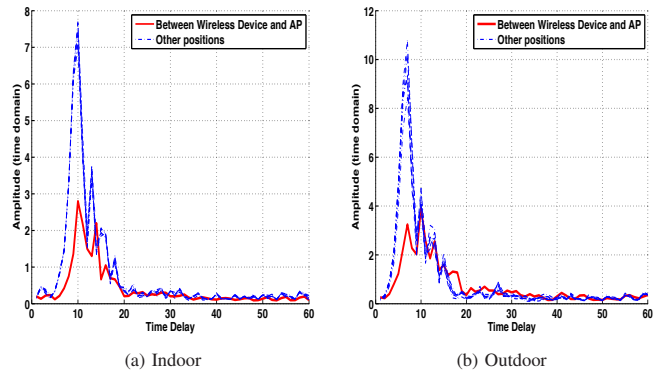 Between Wireless Device and AP
Other positions
Amplitude (time domain)
8
7
6
5
4
3
2
1
0
0 10 20 30 40 50 60
Time Delay
(a) Indoor
Between Wireless Device and AP
Other positions
Amplitude (time domain)
12
10
8
6
4
2
0
0 10 20 30 40 50 60
Time Delay
(b) Outdoor